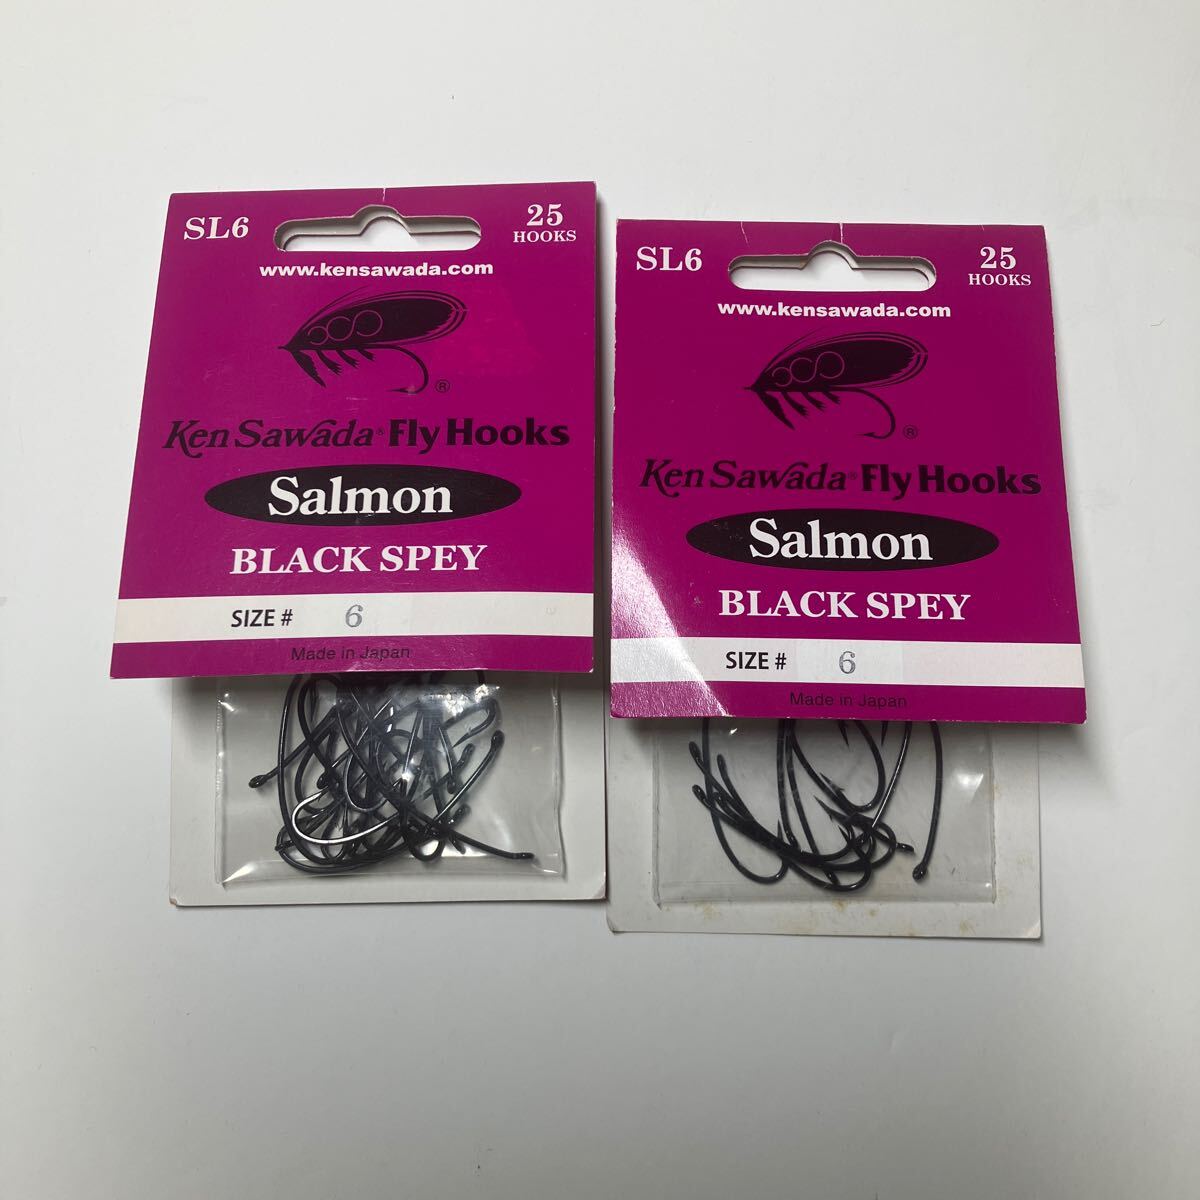 SL6
25
HOOKS
www.kensawada.com
®
Ken Sawada® Fly Hooks
Salmon
BLACK SPEY
SIZE # 6
Made in Japan
SL6
25
HOOKS
www.kensawada.com
®
Ken Sawada® Fly Hooks
Salmon
BLACK SPEY
SIZE # 6
Made in Japan